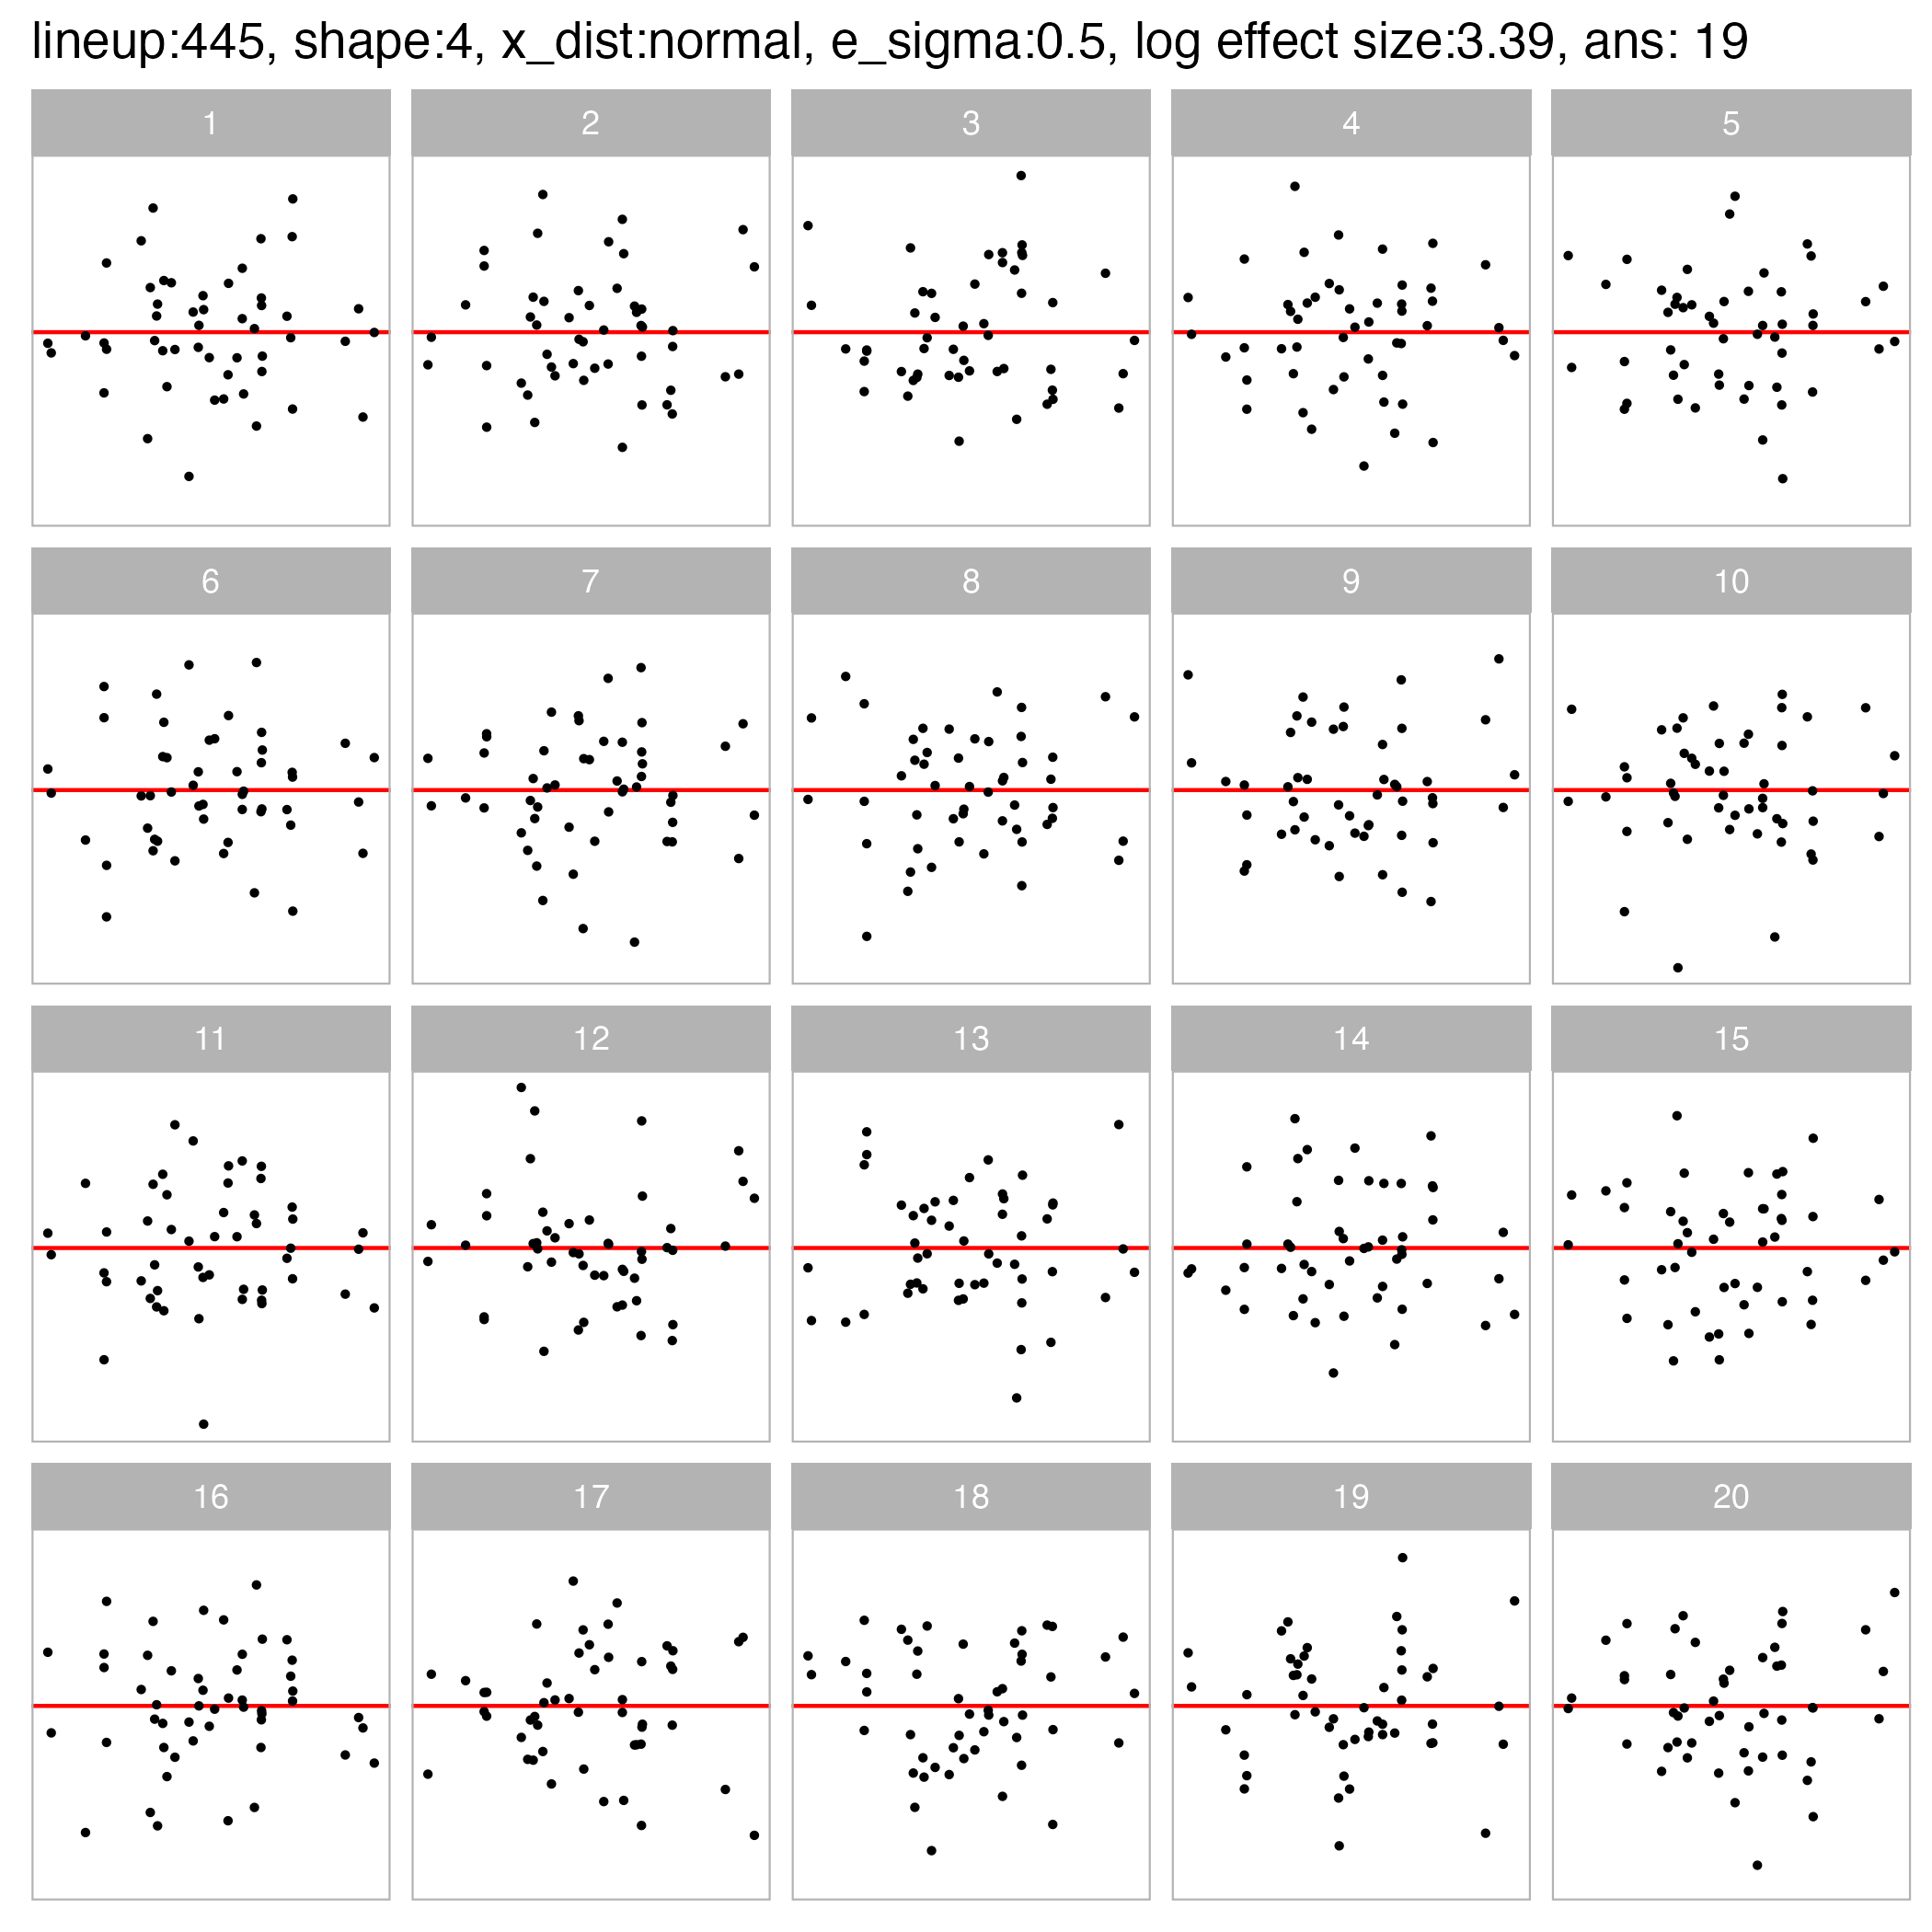 lineup:445, shape:4, x_dist:normal, e_sigma:0.5, log effect size:3.39, ans: 19
1 2 3 4 5
6 7 8 9 10
11 12 13 14 15
16 17 18 19 20